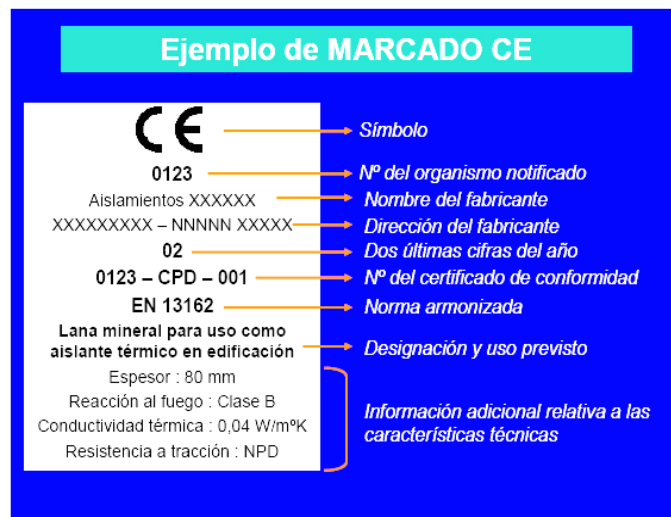 Ejemplo de MARCADO CE
CE
Símbolo
0123
Nº del organismo notificado
Aislamientos XXXXXX
Nombre del fabricante
XXXXXXXXX – NNNNN XXXXX
Dirección del fabricante
02
Dos últimas cifras del año
0123 – CPD – 001
Nº del certificado de conformidad
EN 13162
Norma armonizada
Lana mineral para uso como
aislante térmico en edificación
Designación y uso previsto
Espesor : 80 mm
Reacción al fuego : Clase B
Conductividad térmica : 0,04 W/mºK
Resistencia a tracción : NPD
Información adicional relativa a las
características técnicas